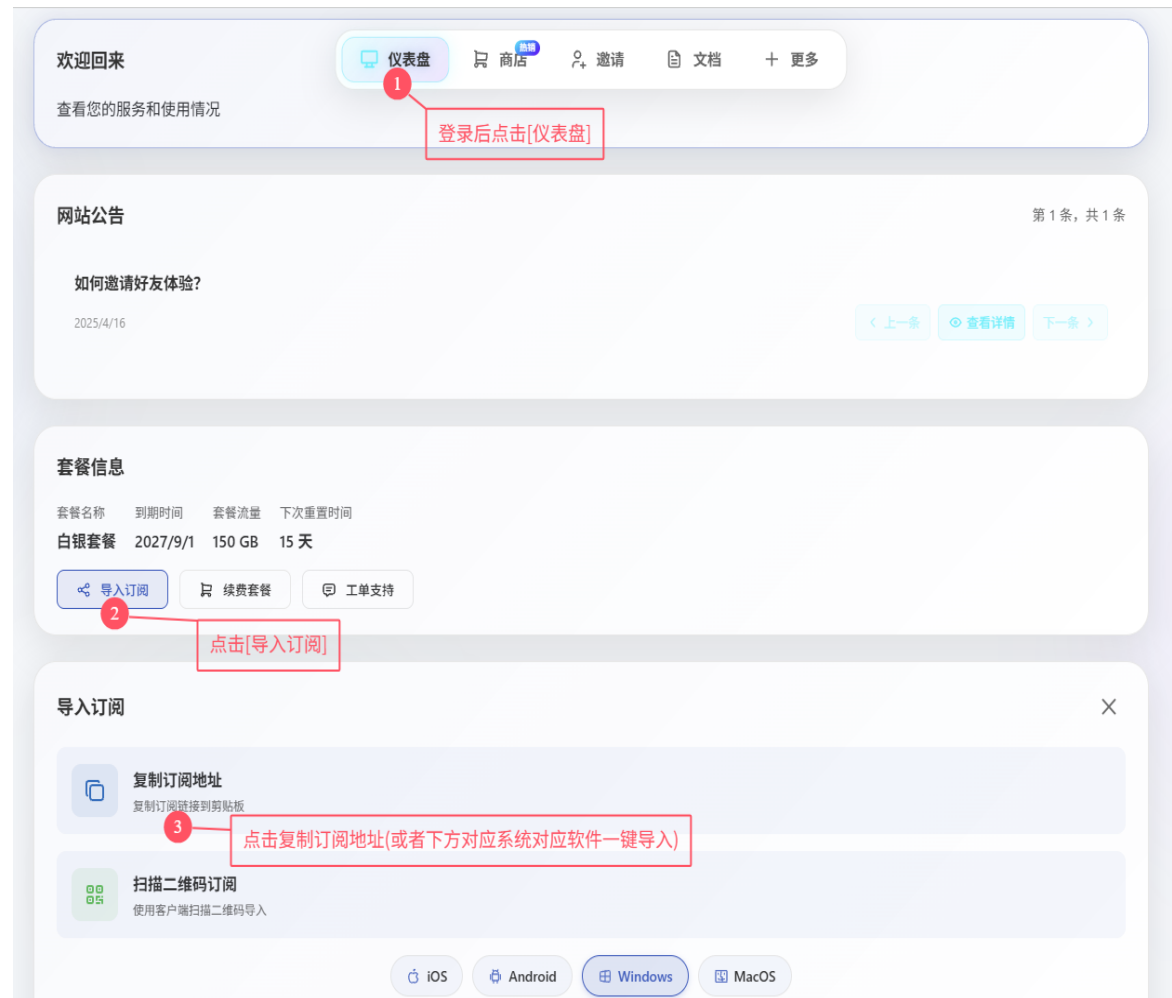 欢迎回来
仪表盘
商店
热销
邀请
文档
更多
1
查看您的服务和使用情况
登录后点击[仪表盘]
网站公告
第 1 条，共 1 条
如何邀请好友体验?
2025/4/16
上一条
查看详情
下一条
套餐信息
套餐名称 到期时间 套餐流量 下次重置时间
白银套餐 2027/9/1 150 GB 15 天
导入订阅 续费套餐 工单支持
2
点击[导入订阅]
导入订阅
复制订阅地址
复制订阅链接到剪贴板
3
点击复制订阅地址(或者下方对应系统对应软件一键导入)
扫描二维码订阅
使用客户端扫描二维码导入
iOS Android Windows MacOS